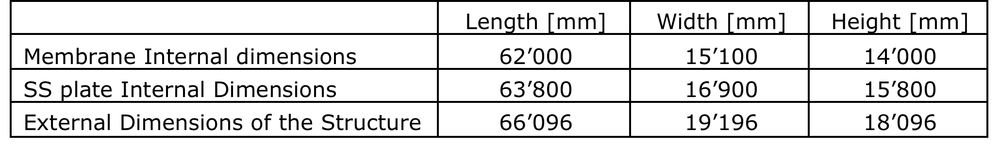 Length [mm] Width [mm] Height [mm]
Membrane Internal dimensions 62’000 15’100 14’000
SS plate Internal Dimensions 63’800 16’900 15’800
External Dimensions of the Structure 66’096 19’196 18’096